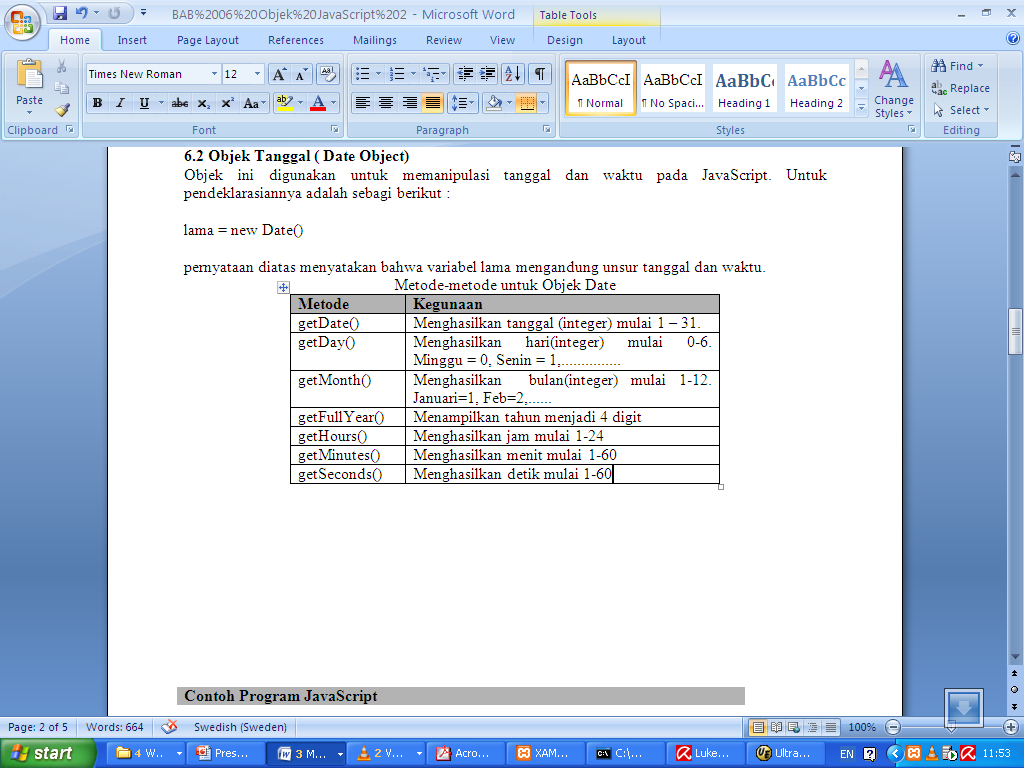 BAB%2006%20Objek%20JavaScript%202 - Microsoft Word
Table Tools
Home Insert Page Layout References Mailings Review View Design Layout
Paste
Times New Roman 12
AaBbCcI AaBbCcI AaBbC AaBbCc
¶ Normal ¶ No Spaci... Heading 1 Heading 2
Change Styles
Find
Replace
Select
Clipboard Font Paragraph Styles Editing
6.2 Objek Tanggal ( Date Object)
Objek ini digunakan untuk memanipulasi tanggal dan waktu pada JavaScript. Untuk
pendeklarasiannya adalah sebagi berikut :
lama = new Date()
pernyataan diatas menyatakan bahwa variabel lama mengandung unsur tanggal dan waktu.
Metode-metode untuk Objek Date
Metode Kegunaan
getDate() Menghasilkan tanggal (integer) mulai 1 – 31.
getDay() Menghasilkan hari(integer) mulai 0-6.
Minggu = 0, Senin = 1,...............
getMonth() Menghasilkan bulan(integer) mulai 1-12.
Januari=1, Feb=2,......
getFullYear() Menampilkan tahun menjadi 4 digit
getHours() Menghasilkan jam mulai 1-24
getMinutes() Menghasilkan menit mulai 1-60
getSeconds() Menghasilkan detik mulai 1-60
Contoh Program JavaScript
Page: 2 of 5 Words: 664 Swedish (Sweden) 100%
start 4 W... Pres... 3 M... 2 V... Acro... XAM... C:\... Luke... Ultra... EN 11:53